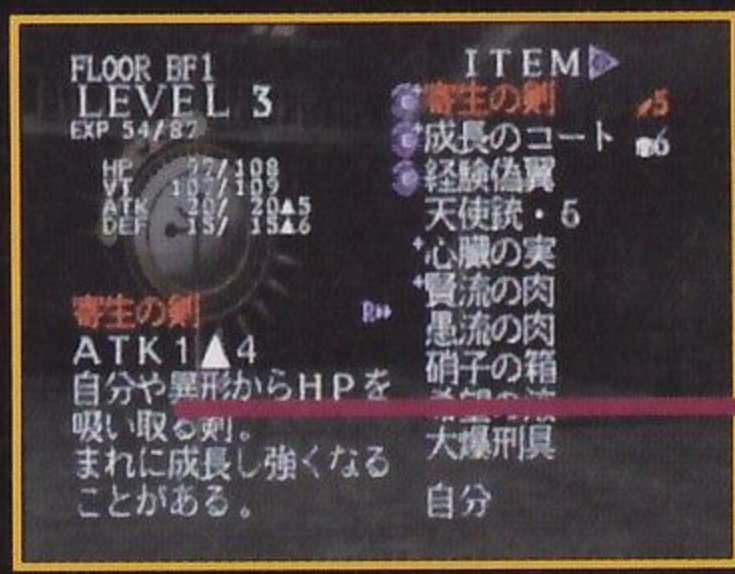 FLOOR BF1
LEVEL 3
EXP 54/87
HP 97/108
VT 107/109
ATK 20/ 20▲5
DEF 15/ 15▲6
寄生の剣
ATK1▲4
自分や異形からHPを
吸い取る剣。
まれに成長し強くなる
ことがある。
R▶▶
ITEM▶
E+寄生の剣 5
E+成長のコート 6
E 経験偽翼
天使銃・5
+心臓の実
+賢流の肉
愚流の肉
硝子の箱
大爆刑具
自分